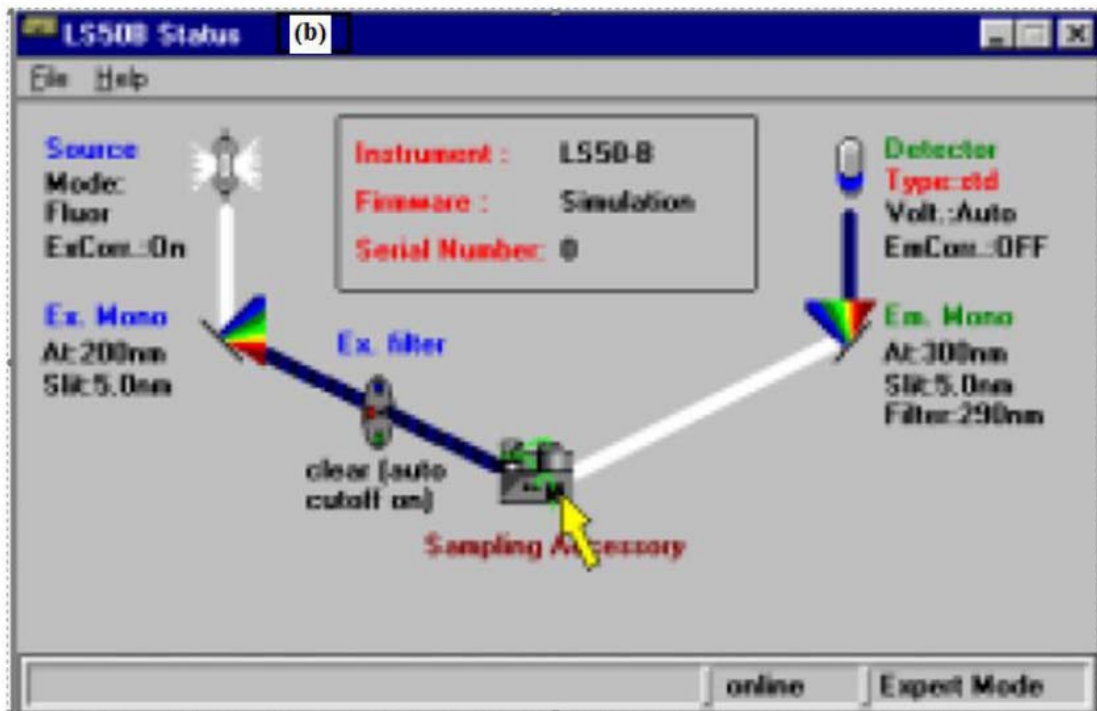 LS50B Status (b)
File Help
Source
Mode:
Fluor
ExCorr.:On
Instrument : LS50-B
Firmware : Simulation
Serial Number: 0
Detector
Type:std
Volt.:Auto
EmCorr.:OFF
Ex. Mono
At:200nm
Slit:5.0nm
Ex. filter
clear (auto
cutoff on)
Em. Mono
At:300nm
Slit:5.0nm
Filter:290nm
Sampling Accessory
online Expert Mode